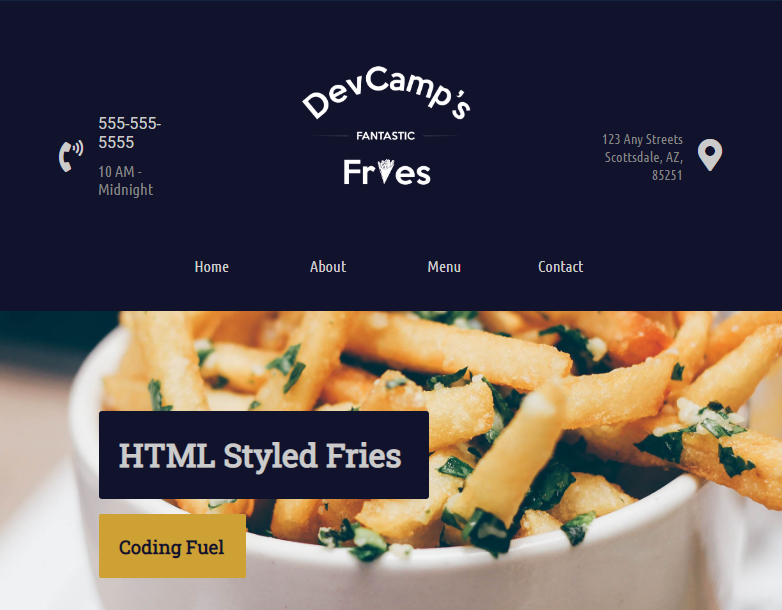 DevCamp's
FANTASTIC
Fries
555-555-
5555
10 AM -
Midnight
123 Any Streets
Scottsdale, AZ,
85251
Home About Menu Contact
HTML Styled Fries
Coding Fuel